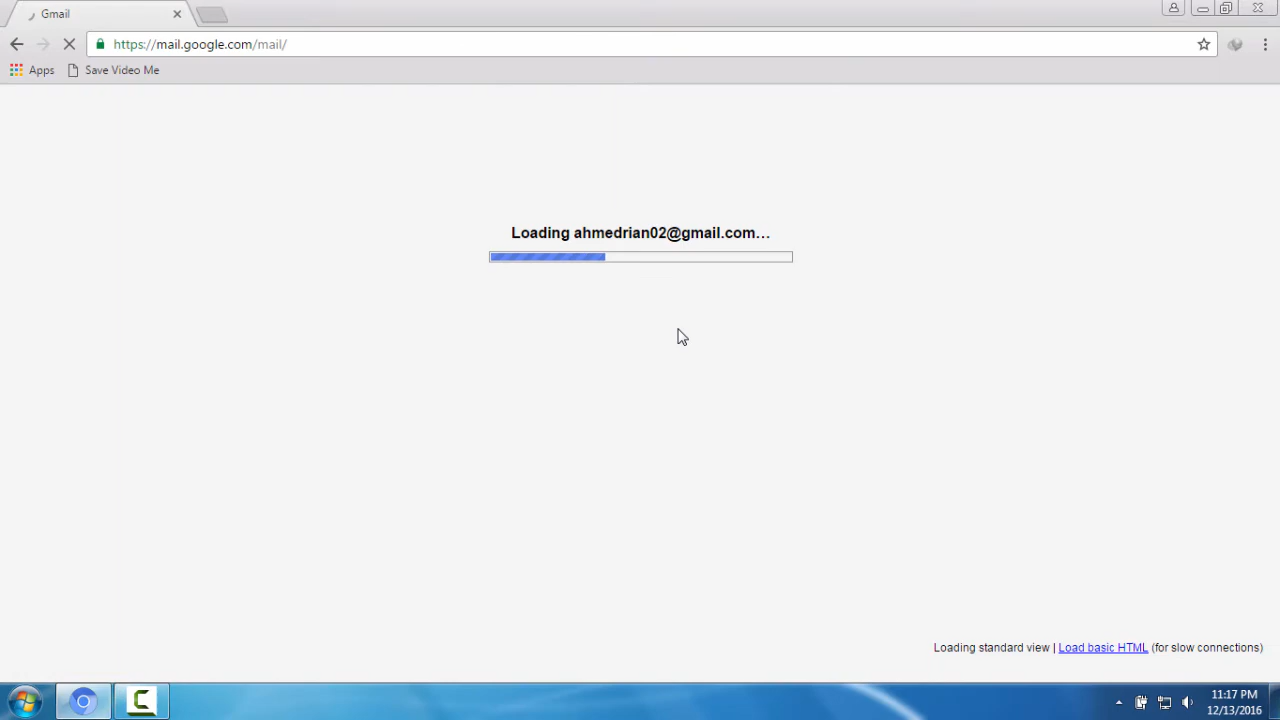 Gmail
https://mail.google.com/mail/
Apps
Save Video Me
Loading ahmedrian02@gmail.com…
Loading standard view | Load basic HTML (for slow connections)
11:17 PM
12/13/2016